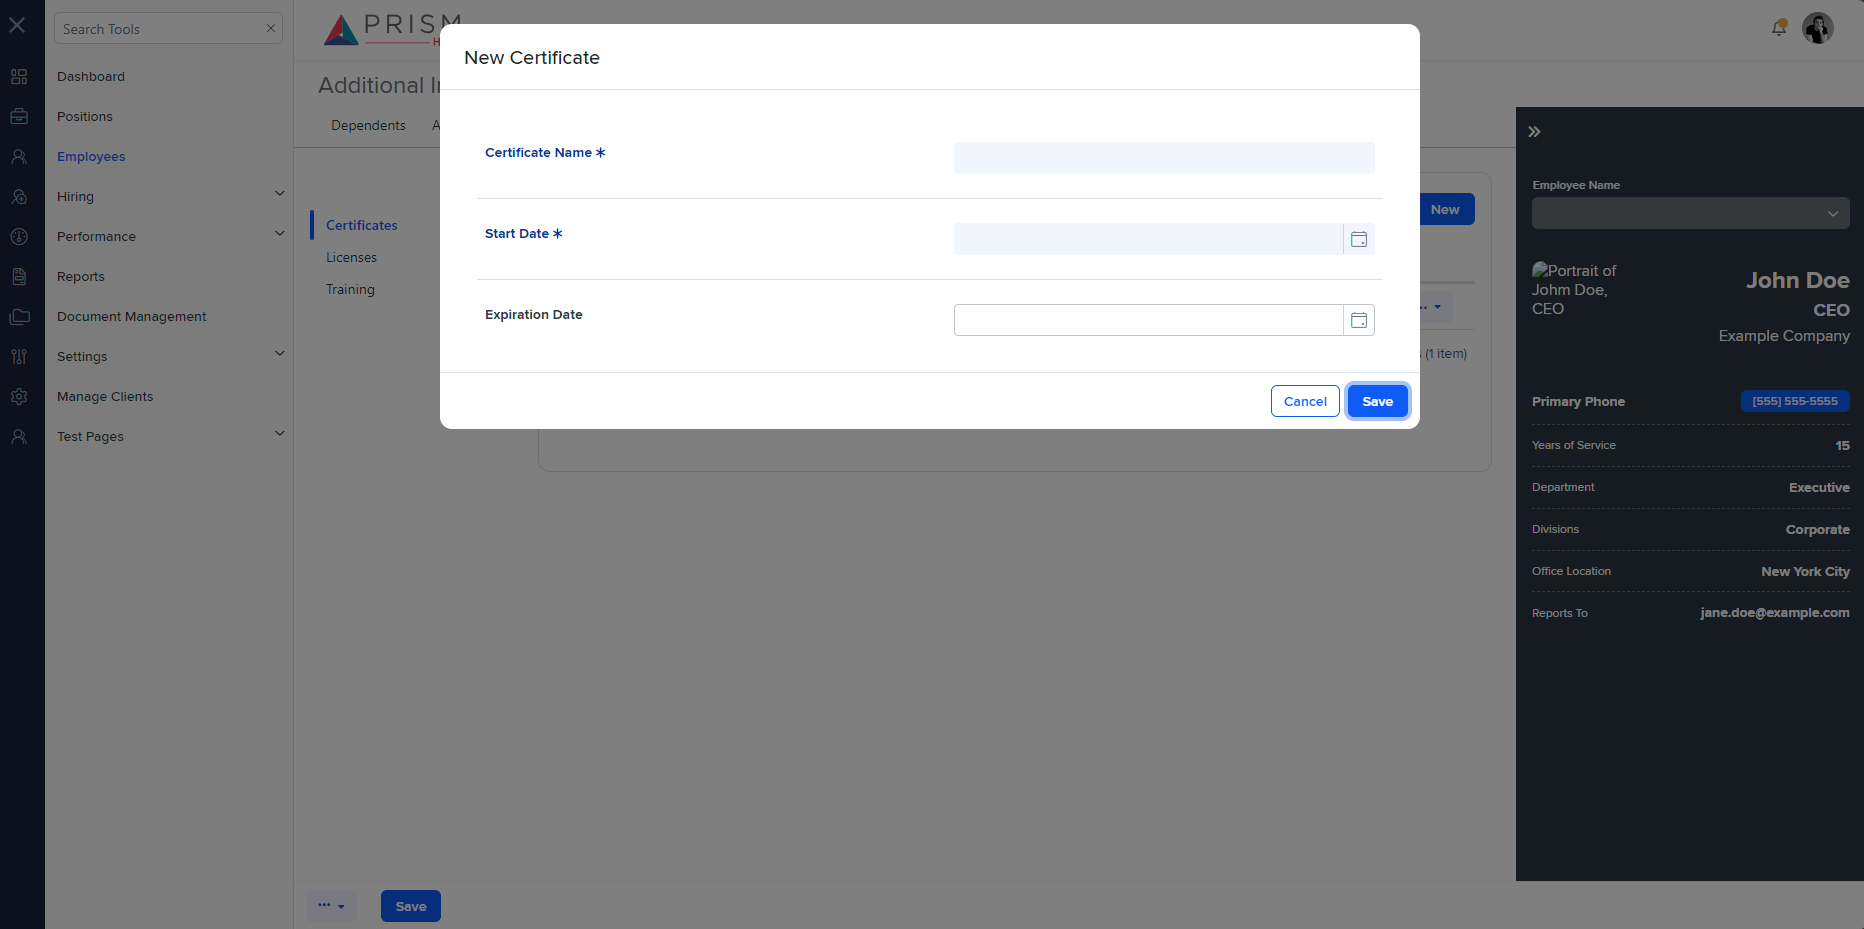 Search Tools
Dashboard
Positions
Employees
Hiring
Performance
Reports
Document Management
Settings
Manage Clients
Test Pages
PRISM
Additional
Dependents
Certificates
Licenses
Training
New Certificate
Certificate Name *
Start Date *
Expiration Date
Cancel
Save
New
(1 item)
Employee Name
Portrait of
Johm Doe,
CEO
John Doe
CEO
Example Company
Primary Phone
[555] 555-5555
Years of Service
15
Department
Executive
Divisions
Corporate
Office Location
New York City
Reports To
jane.doe@example.com
Save